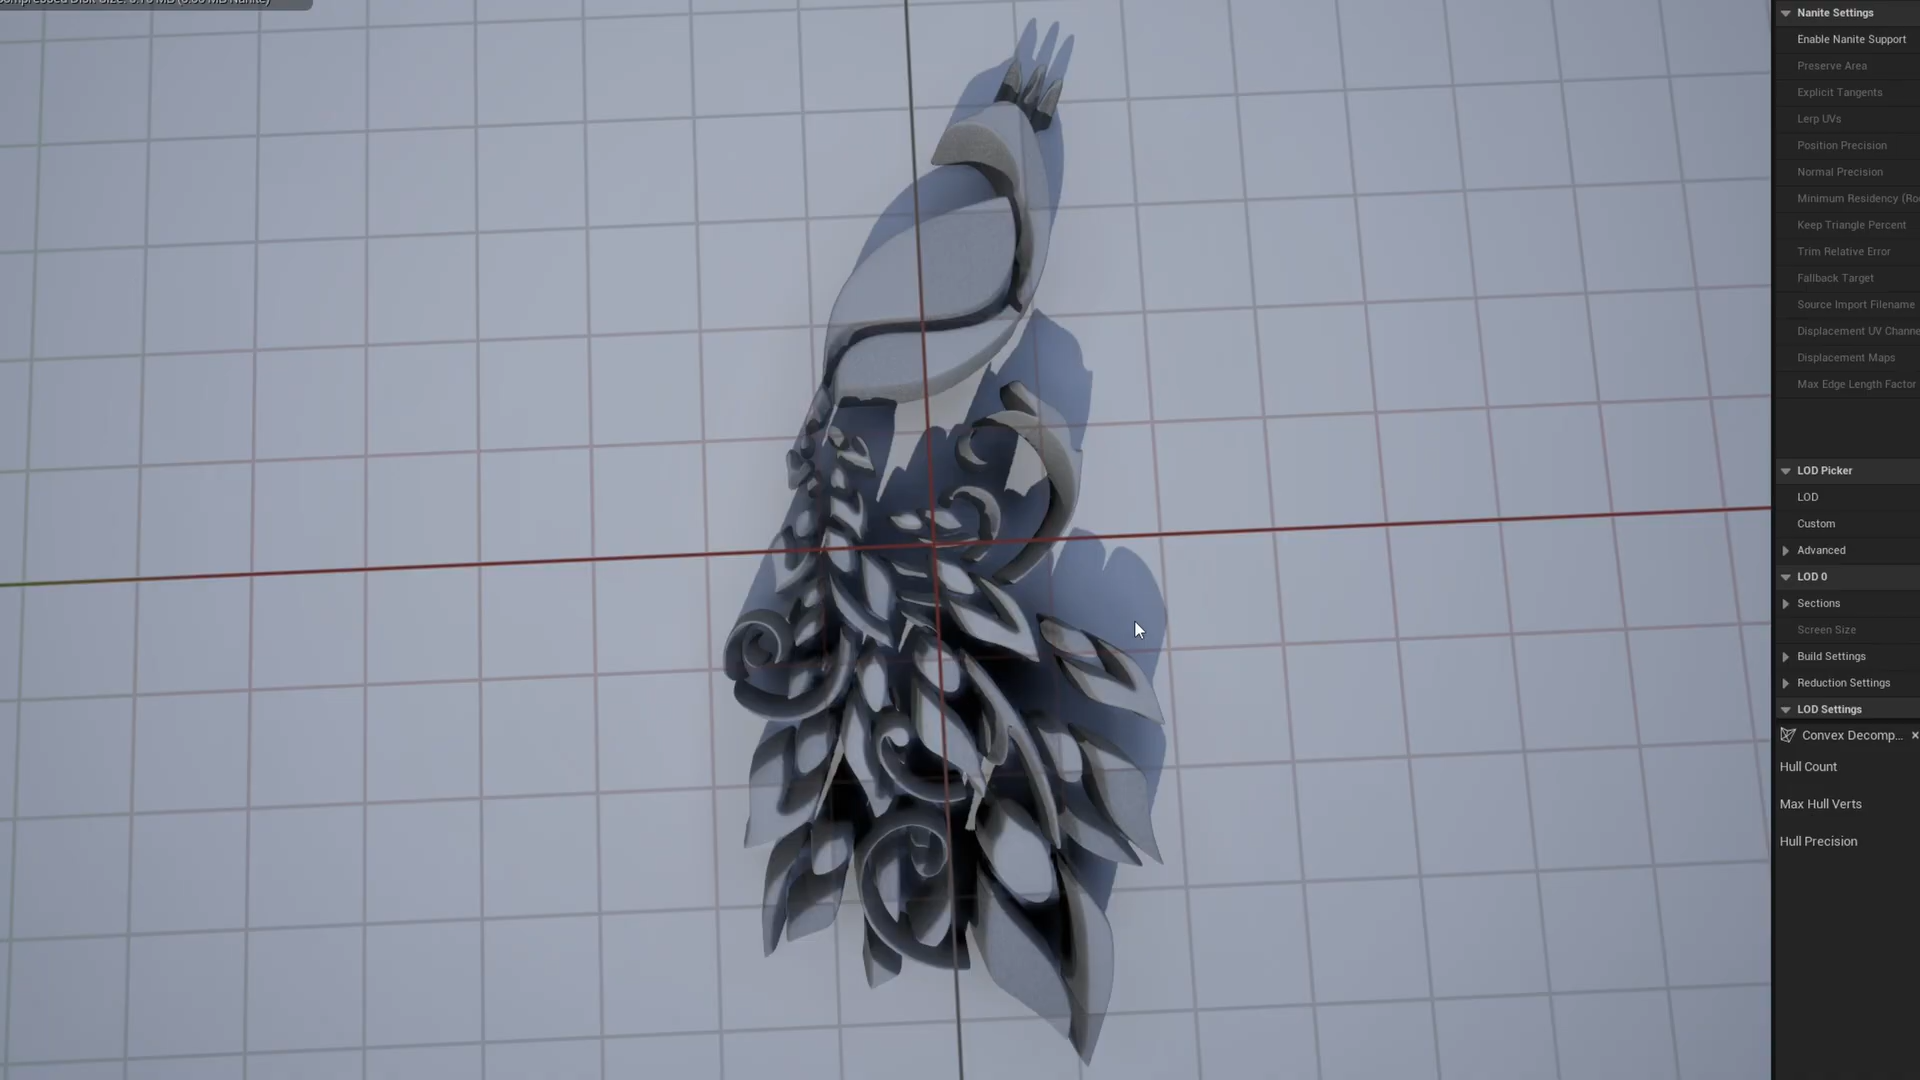 Compressed Disk Size:
Nanite Settings
Enable Nanite Support
Preserve Area
Explicit Tangents
Lerp UVs
Position Precision
Normal Precision
Minimum Residency (Ro
Keep Triangle Percent
Trim Relative Error
Fallback Target
Source Import Filename
Displacement UV Channe
Displacement Maps
Max Edge Length Factor
LOD Picker
LOD
Custom
Advanced
LOD 0
Sections
Screen Size
Build Settings
Reduction Settings
LOD Settings
Convex Decomp...
Hull Count
Max Hull Verts
Hull Precision